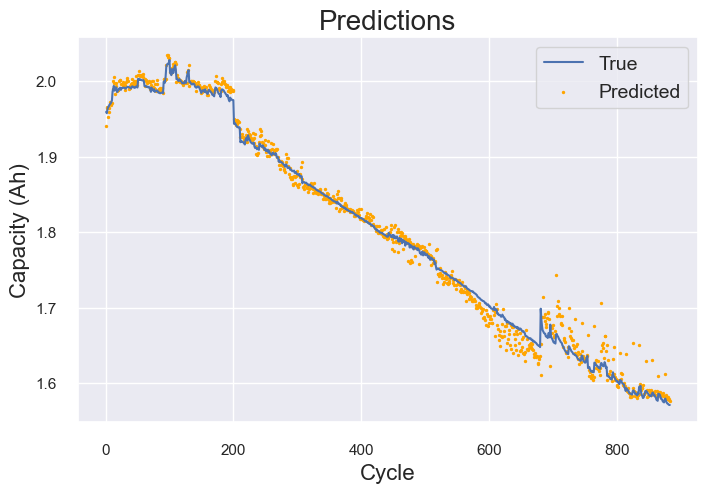 Predictions
True
Predicted
Capacity (Ah)
2.0
1.9
1.8
1.7
1.6
0 200 400 600 800
Cycle